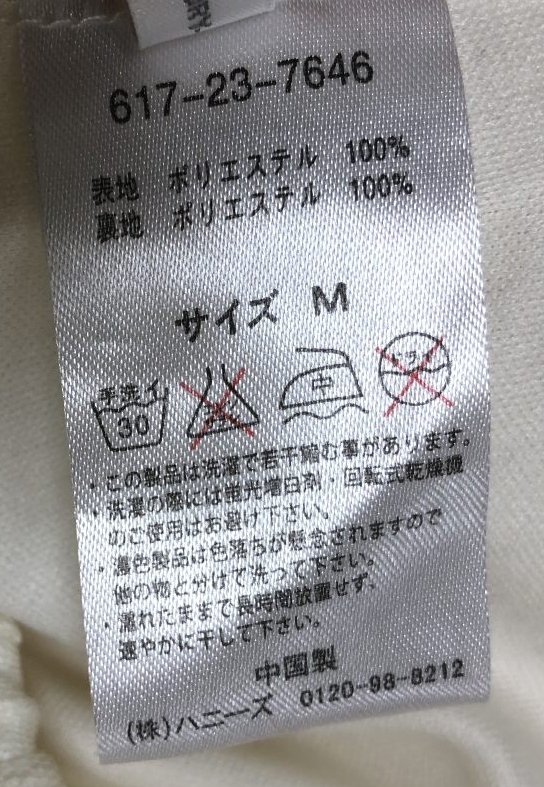 617-23-7646
表地 ポリエステル 100%
裏地 ポリエステル 100%
サイズ M
手洗イ 30 中 ドライ
・この製品は洗濯で若干縮む事があります。
・洗濯の際には蛍光増白剤・回転式乾燥機
のご使用はお避け下さい。
・濃色製品は色落ちが懸念されますので
他の物と分けて洗って下さい。
・濡れたままで長時間放置せず、
速やかに干して下さい。
中国製
(株)ハニーズ 0120-98-8212